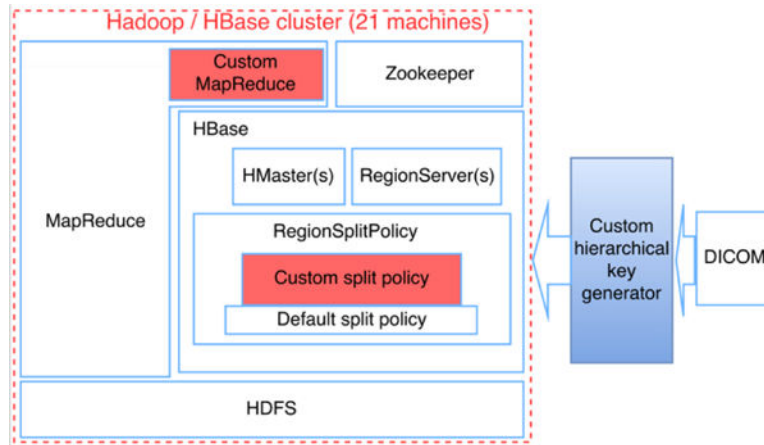 Hadoop / HBase cluster (21 machines)
Custom
MapReduce
Zookeeper
HBase
HMaster(s)
RegionServer(s)
MapReduce
RegionSplitPolicy
Custom split policy
Default split policy
HDFS
Custom
hierarchical
key
generator
DICOM